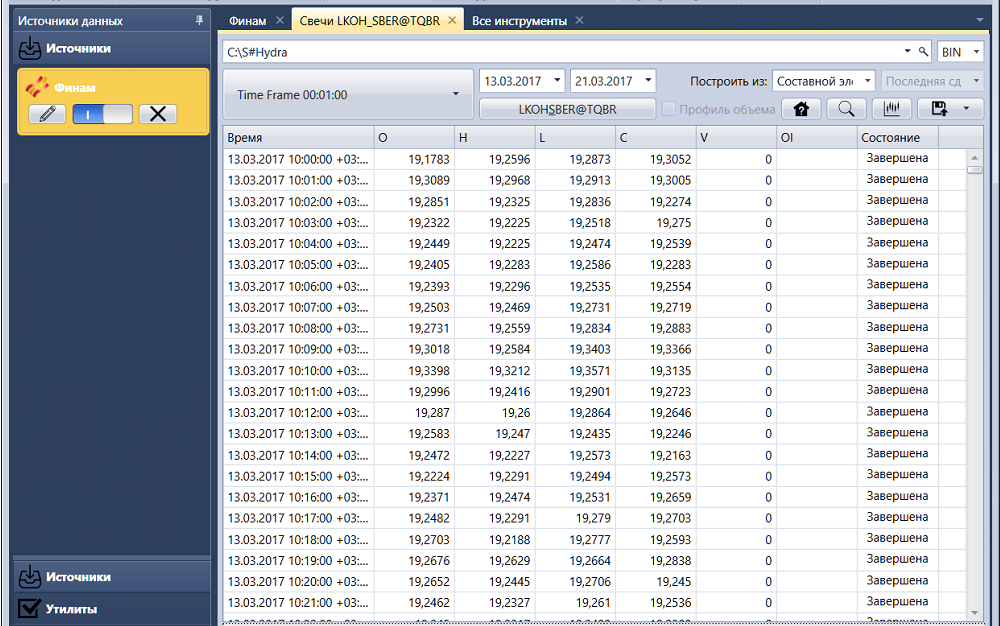 Источники данных
Источники
Финам
Источники
Утилиты
Финам Свечи LKOH_SBER@TQBR Все инструменты
C:\S#Hydra BIN
Time Frame 00:01:00 13.03.2017 21.03.2017 Построить из: Составной эле Последняя сд
LKOHSBER@TQBR Профиль объема
Время O H L C V OI Состояние
13.03.2017 10:00:00 +03:... 19,1783 19,2596 19,2873 19,3052 0 Завершена
13.03.2017 10:01:00 +03:... 19,3089 19,2968 19,2913 19,3005 0 Завершена
13.03.2017 10:02:00 +03:... 19,2851 19,2325 19,2836 19,2274 0 Завершена
13.03.2017 10:03:00 +03:... 19,2322 19,2225 19,2518 19,275 0 Завершена
13.03.2017 10:04:00 +03:... 19,2449 19,2225 19,2474 19,2539 0 Завершена
13.03.2017 10:05:00 +03:... 19,2405 19,2283 19,2586 19,2283 0 Завершена
13.03.2017 10:06:00 +03:... 19,2393 19,2296 19,2535 19,2554 0 Завершена
13.03.2017 10:07:00 +03:... 19,2503 19,2469 19,2731 19,2719 0 Завершена
13.03.2017 10:08:00 +03:... 19,2731 19,2559 19,2834 19,2883 0 Завершена
13.03.2017 10:09:00 +03:... 19,3018 19,2584 19,3403 19,3366 0 Завершена
13.03.2017 10:10:00 +03:... 19,3398 19,3212 19,3571 19,3135 0 Завершена
13.03.2017 10:11:00 +03:... 19,2996 19,2416 19,2901 19,2723 0 Завершена
13.03.2017 10:12:00 +03:... 19,287 19,26 19,2864 19,2646 0 Завершена
13.03.2017 10:13:00 +03:... 19,2583 19,247 19,2435 19,2246 0 Завершена
13.03.2017 10:14:00 +03:... 19,2472 19,2227 19,2573 19,2163 0 Завершена
13.03.2017 10:15:00 +03:... 19,2224 19,2291 19,2494 19,2573 0 Завершена
13.03.2017 10:16:00 +03:... 19,2371 19,2474 19,2531 19,2659 0 Завершена
13.03.2017 10:17:00 +03:... 19,2482 19,2291 19,279 19,2703 0 Завершена
13.03.2017 10:18:00 +03:... 19,2703 19,2188 19,2777 19,2593 0 Завершена
13.03.2017 10:19:00 +03:... 19,2676 19,2629 19,2664 19,2838 0 Завершена
13.03.2017 10:20:00 +03:... 19,2652 19,2445 19,2706 19,245 0 Завершена
13.03.2017 10:21:00 +03:... 19,2462 19,2327 19,261 19,2536 0 Завершена